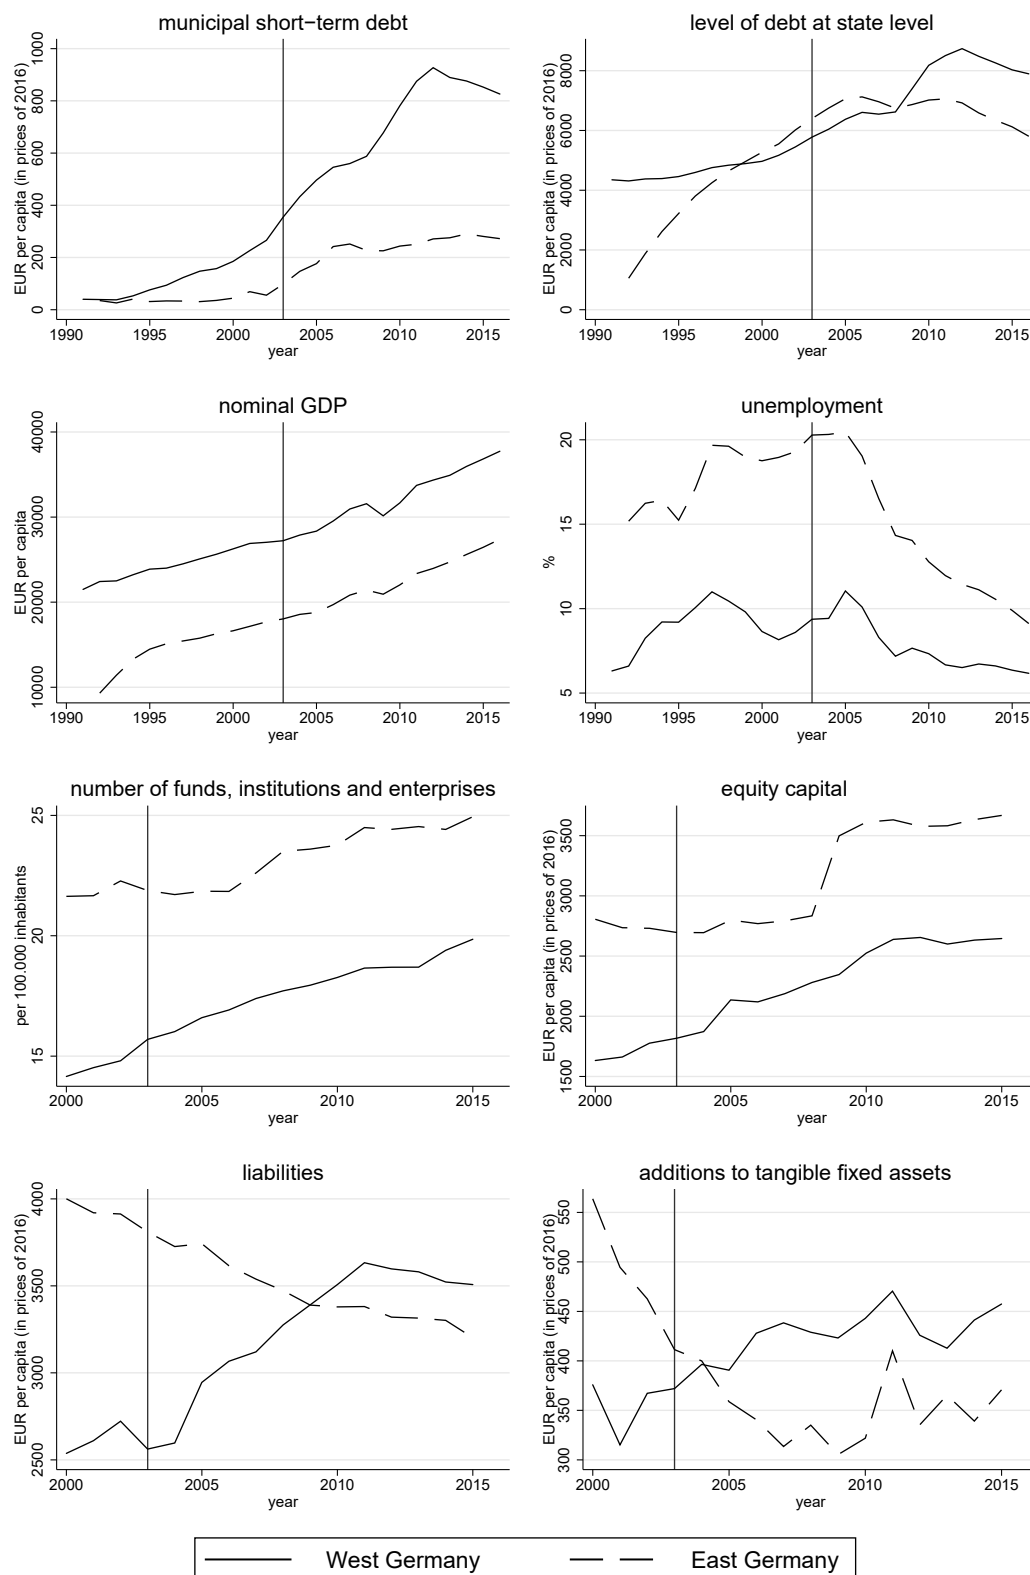 municipal short−term debt
EUR per capita (in prices of 2016)
1000
800
600
400
200
0
1990 1995 2000 2005 2010 2015
year
level of debt at state level
EUR per capita (in prices of 2016)
8000
6000
4000
2000
0
1990 1995 2000 2005 2010 2015
year
nominal GDP
EUR per capita
40000
30000
20000
10000
1990 1995 2000 2005 2010 2015
year
unemployment
%
20
15
10
5
1990 1995 2000 2005 2010 2015
year
number of funds, institutions and enterprises
per 100.000 inhabitants
25
20
15
2000 2005 2010 2015
year
equity capital
EUR per capita (in prices of 2016)
3500
3000
2500
2000
1500
2000 2005 2010 2015
year
liabilities
EUR per capita (in prices of 2016)
4000
3500
3000
2500
2000 2005 2010 2015
year
additions to tangible fixed assets
EUR per capita (in prices of 2016)
550
500
450
400
350
300
2000 2005 2010 2015
year
West Germany East Germany